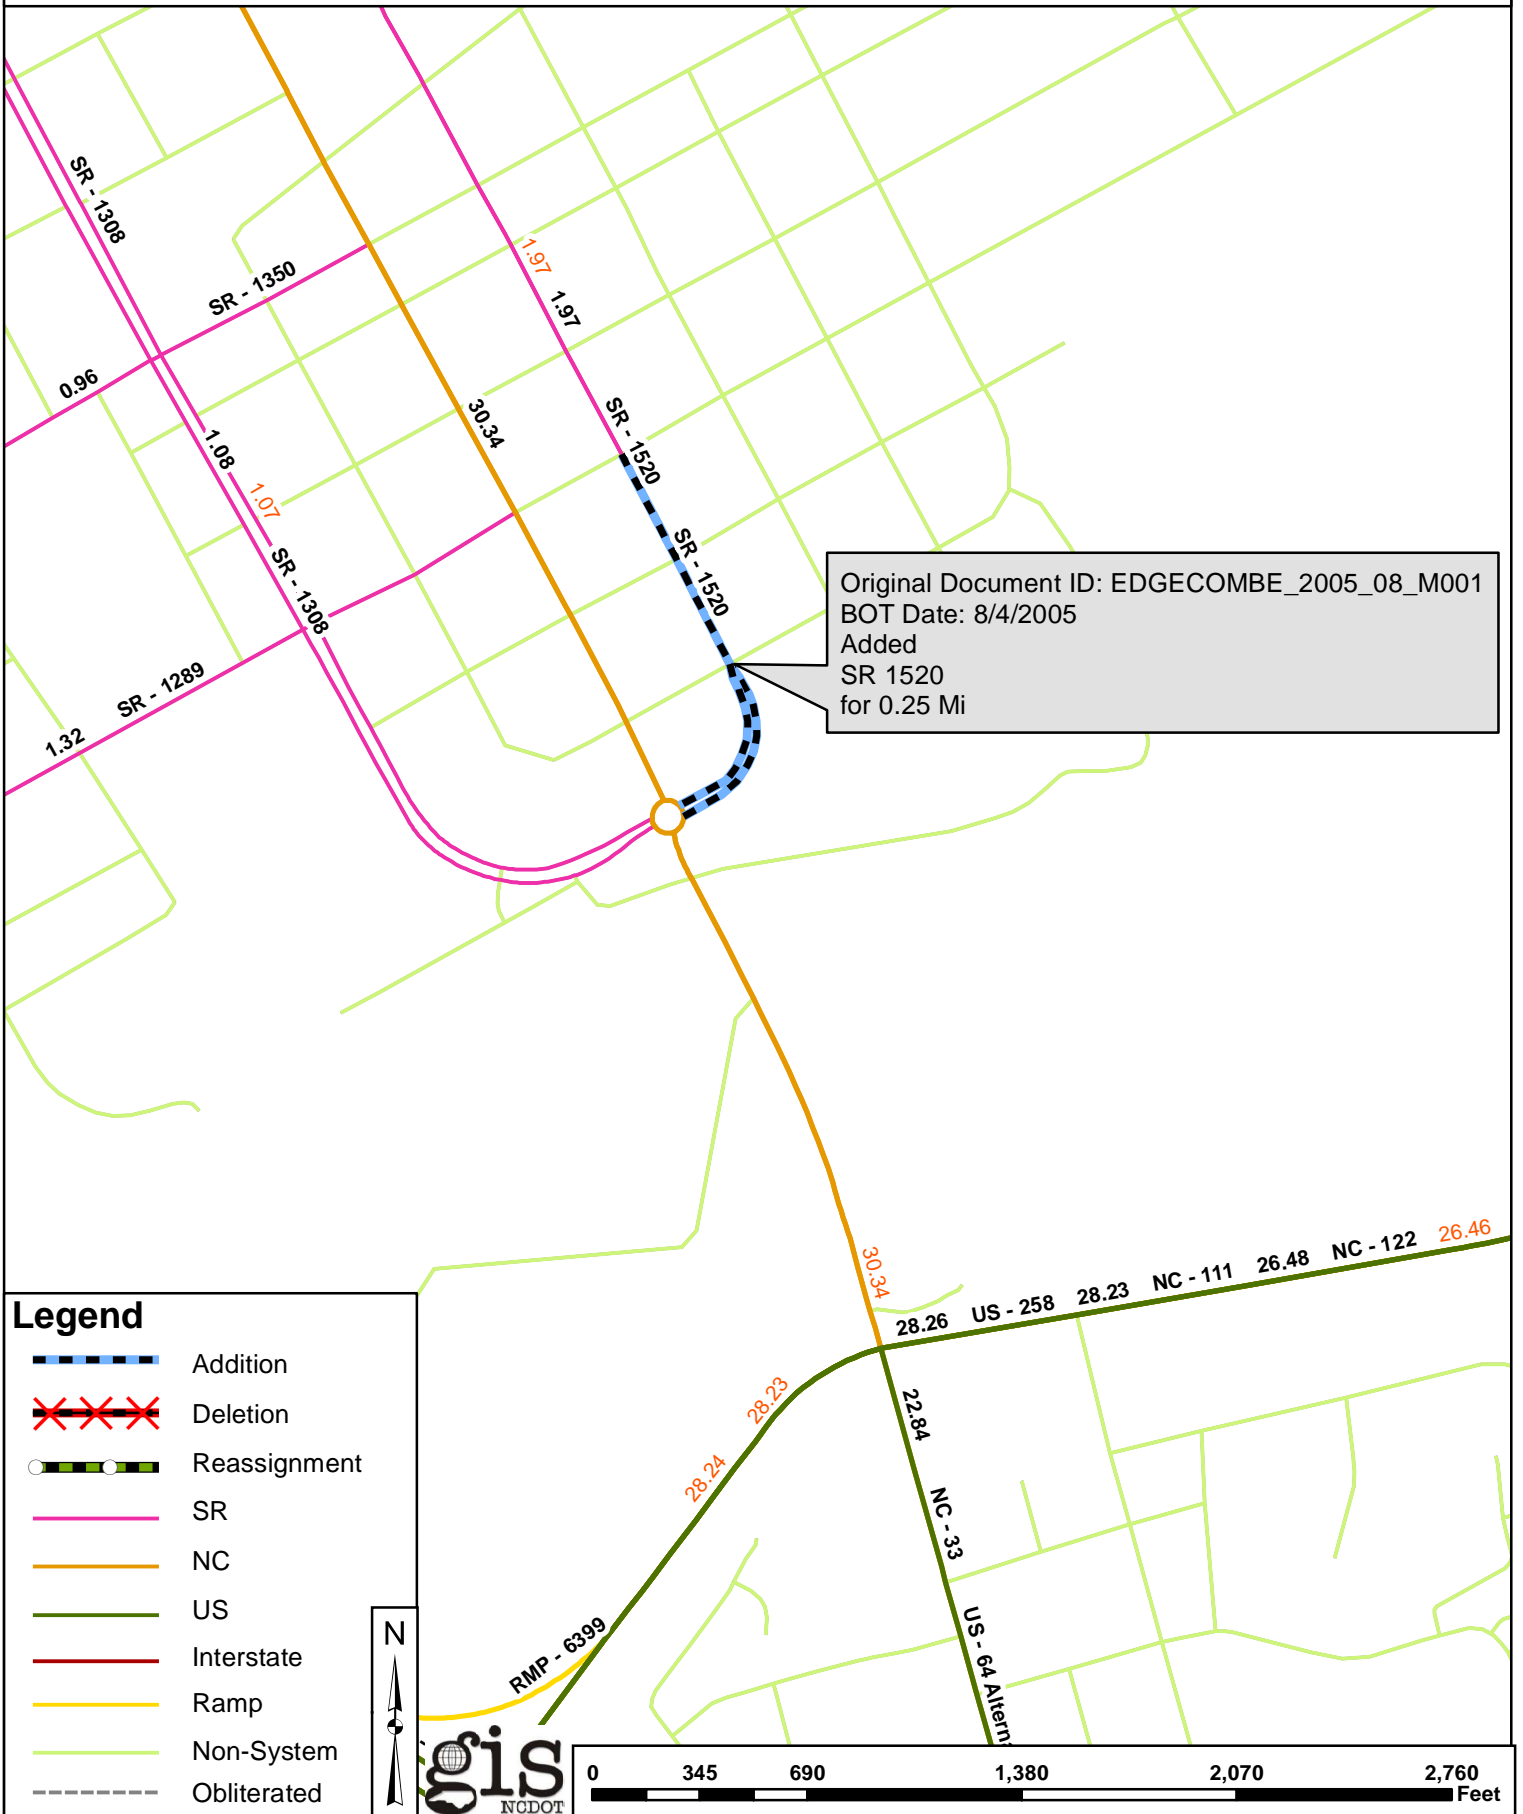 SR - 1308
SR - 1350
0.96
1.97
1.97
30.34
SR - 1520
1.08
1.07
SR - 1520
SR - 1308
SR - 1289
1.32
Original Document ID: EDGECOMBE_2005_08_M001
BOT Date: 8/4/2005
Added
SR 1520
for 0.25 Mi
30.34
28.26 US - 258 28.23 NC - 111 26.48 NC - 122 26.46
28.23
28.24
22.84
NC - 33
US - 64 Altern
RMP - 6399
Legend
Addition
Deletion
Reassignment
SR
NC
US
Interstate
Ramp
Non-System
Obliterated
N
gis
NCDOT
0 345 690 1,380 2,070 2,760
Feet